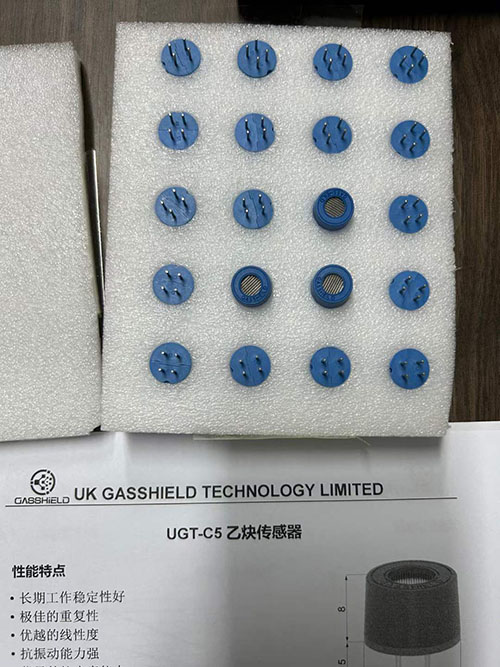 GASSHIELD
UK GASSHIELD TECHNOLOGY LIMITED
UGT-C5 乙炔传感器
性能特点
• 长期工作稳定性好
• 极佳的重复性
• 优越的线性度
• 抗振动能力强
8
5